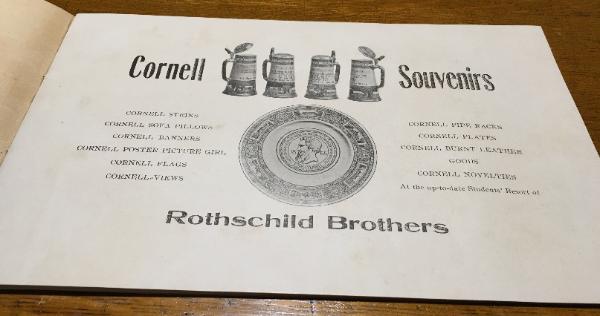 Cornell Souvenirs
CORNELL STEINS
CORNELL SOFA PILLOWS
CORNELL BANNERS
CORNELL POSTER PICTURE GIRL
CORNELL FLAGS
CORNELL-VIEWS
CORNELL PIPE RACKS
CORNELL PLATES
CORNELL BURNT LEATHER
GOODS
CORNELL NOVELTIES
At the up-to-date Students' Resort of
Rothschild Brothers